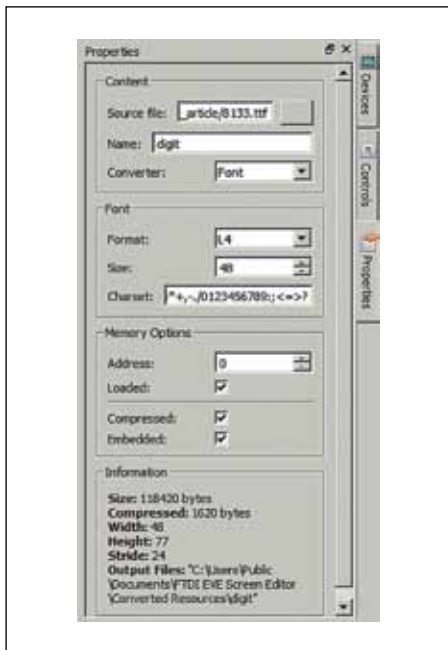 Properties
Content
Source file: _article/8133.ttf
Name: digit
Converter: Font
Font
Format: L4
Size: 48
Charset: *+,-./0123456789:;<=>?
Memory Options
Address: 0
Loaded:
Compressed:
Embedded:
Information
Size: 118420 bytes
Compressed: 1620 bytes
Width: 48
Height: 77
Stride: 24
Output Files: "C:\Users\Public
\Documents\FTDI EVE Screen Editor
\Converted Resources\digit"
Devices
Controls
Properties